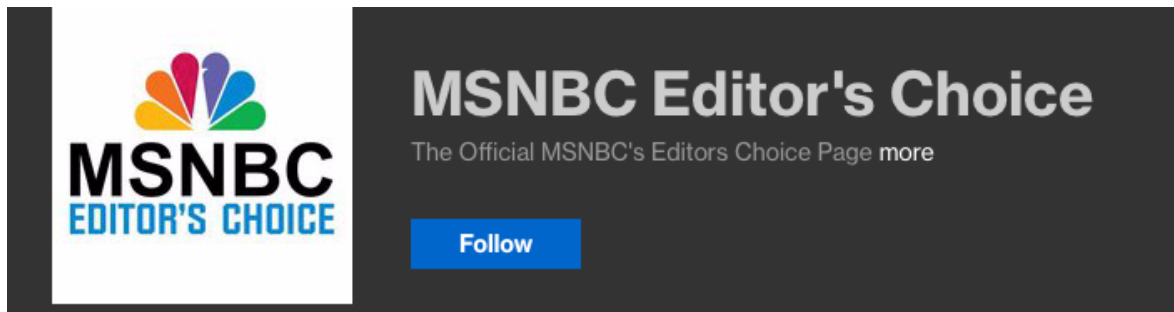 MSNBC
EDITOR'S CHOICE
MSNBC Editor's Choice
The Official MSNBC's Editors Choice Page more
Follow